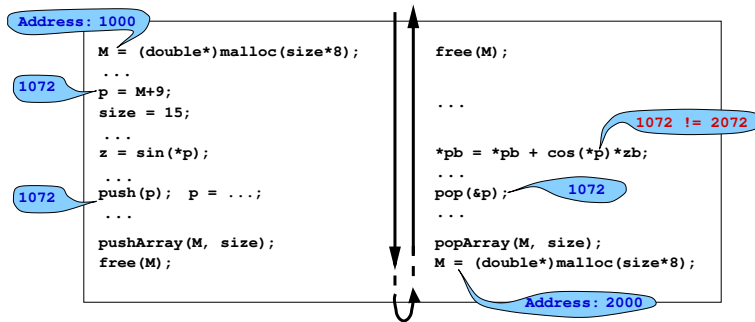 Address: 1000
M = (double*)malloc(size*8);
...
1072
p = M+9;
size = 15;
...
z = sin(*p);
...
1072
push(p); p = ...;
...
pushArray(M, size);
free(M);
free(M);
...
1072 != 2072
*pb = *pb + cos(*p)*zb;
...
pop(&p);
1072
...
popArray(M, size);
M = (double*)malloc(size*8);
Address: 2000